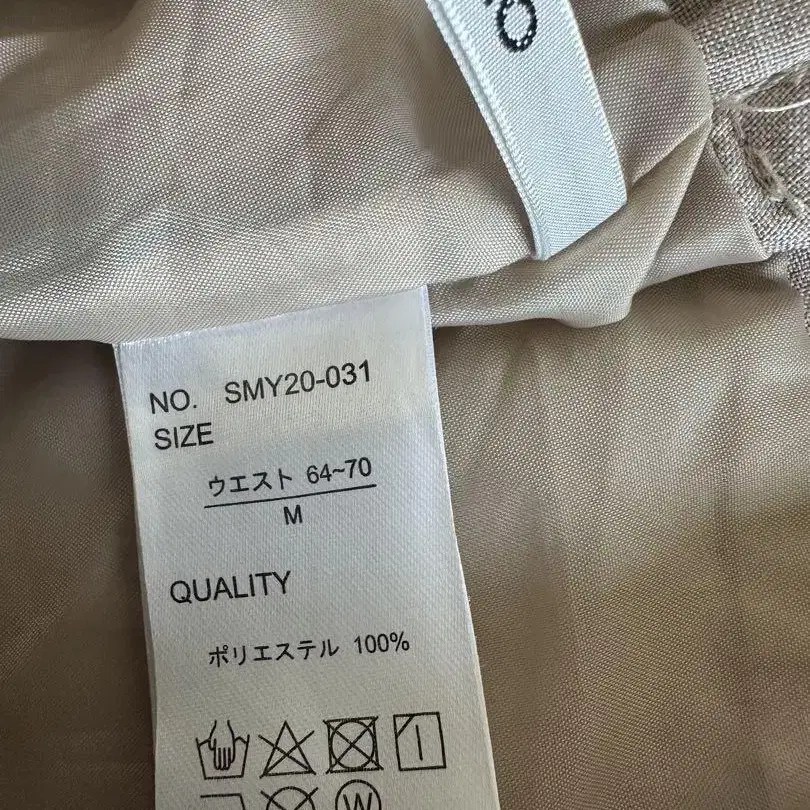 NO. SMY20-031
SIZE
ウエスト 64~70
M
QUALITY
ポリエステル 100%
W